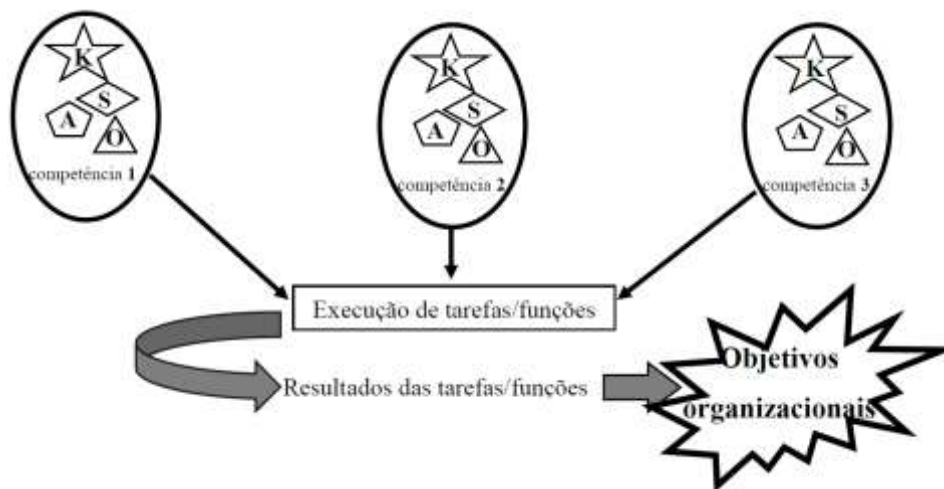 K
S
A
O
competência 1
K
S
A
O
competência 2
K
S
A
O
competência 3
Execução de tarefas/funções
Resultados das tarefas/funções
Objetivos
organizacionais